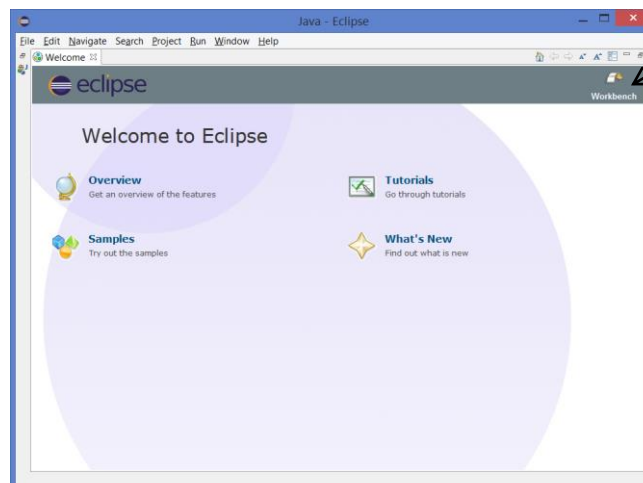 Java - Eclipse
File Edit Navigate Search Project Run Window Help
Welcome
eclipse
Workbench
Welcome to Eclipse
Overview
Get an overview of the features
Tutorials
Go through tutorials
Samples
Try out the samples
What's New
Find out what is new